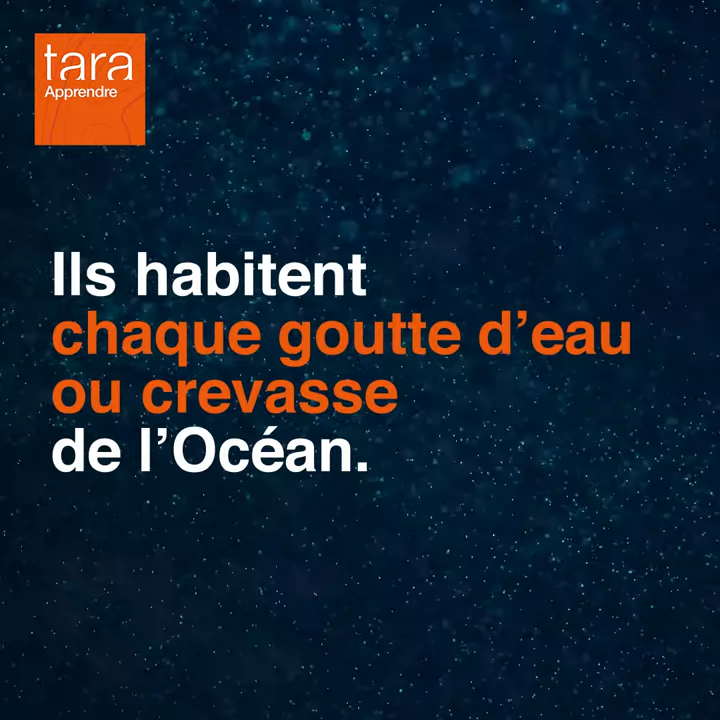 tara
Apprendre
Ils habitent
chaque goutte d’eau
ou crevasse
de l’Océan.